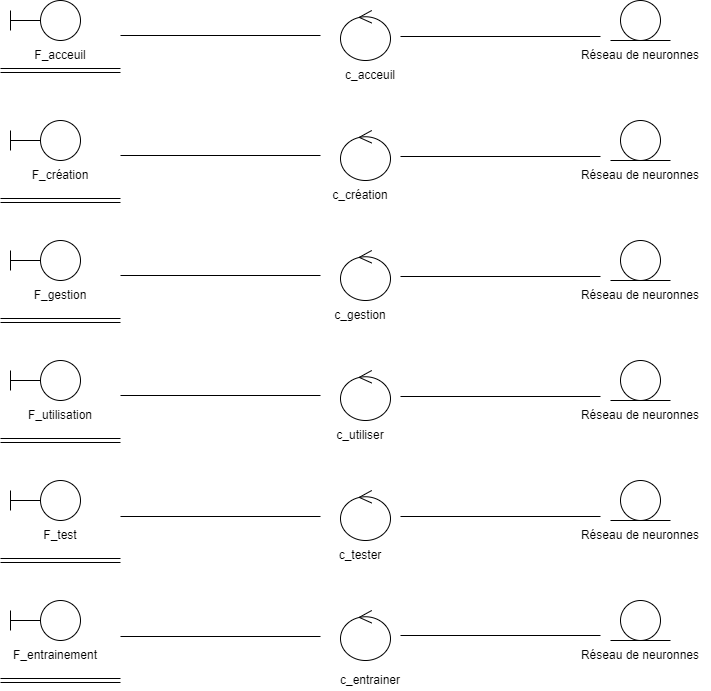 F_acceuil
c_acceuil
Réseau de neuronnes
F_création
c_création
Réseau de neuronnes
F_gestion
c_gestion
Réseau de neuronnes
F_utilisation
c_utiliser
Réseau de neuronnes
F_test
c_tester
Réseau de neuronnes
F_entrainement
c_entrainer
Réseau de neuronnes